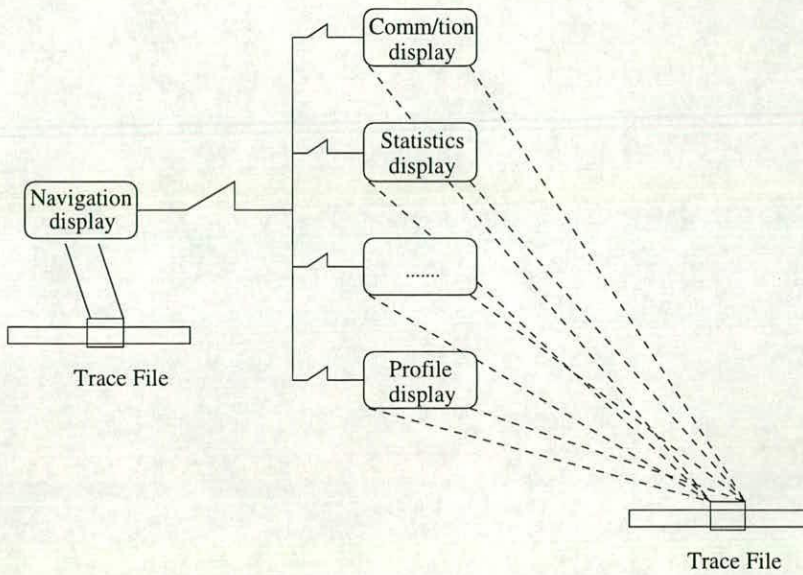 Comm/tion
display
Statistics
display
Navigation
display
.......
Trace File
Profile
display
Trace File